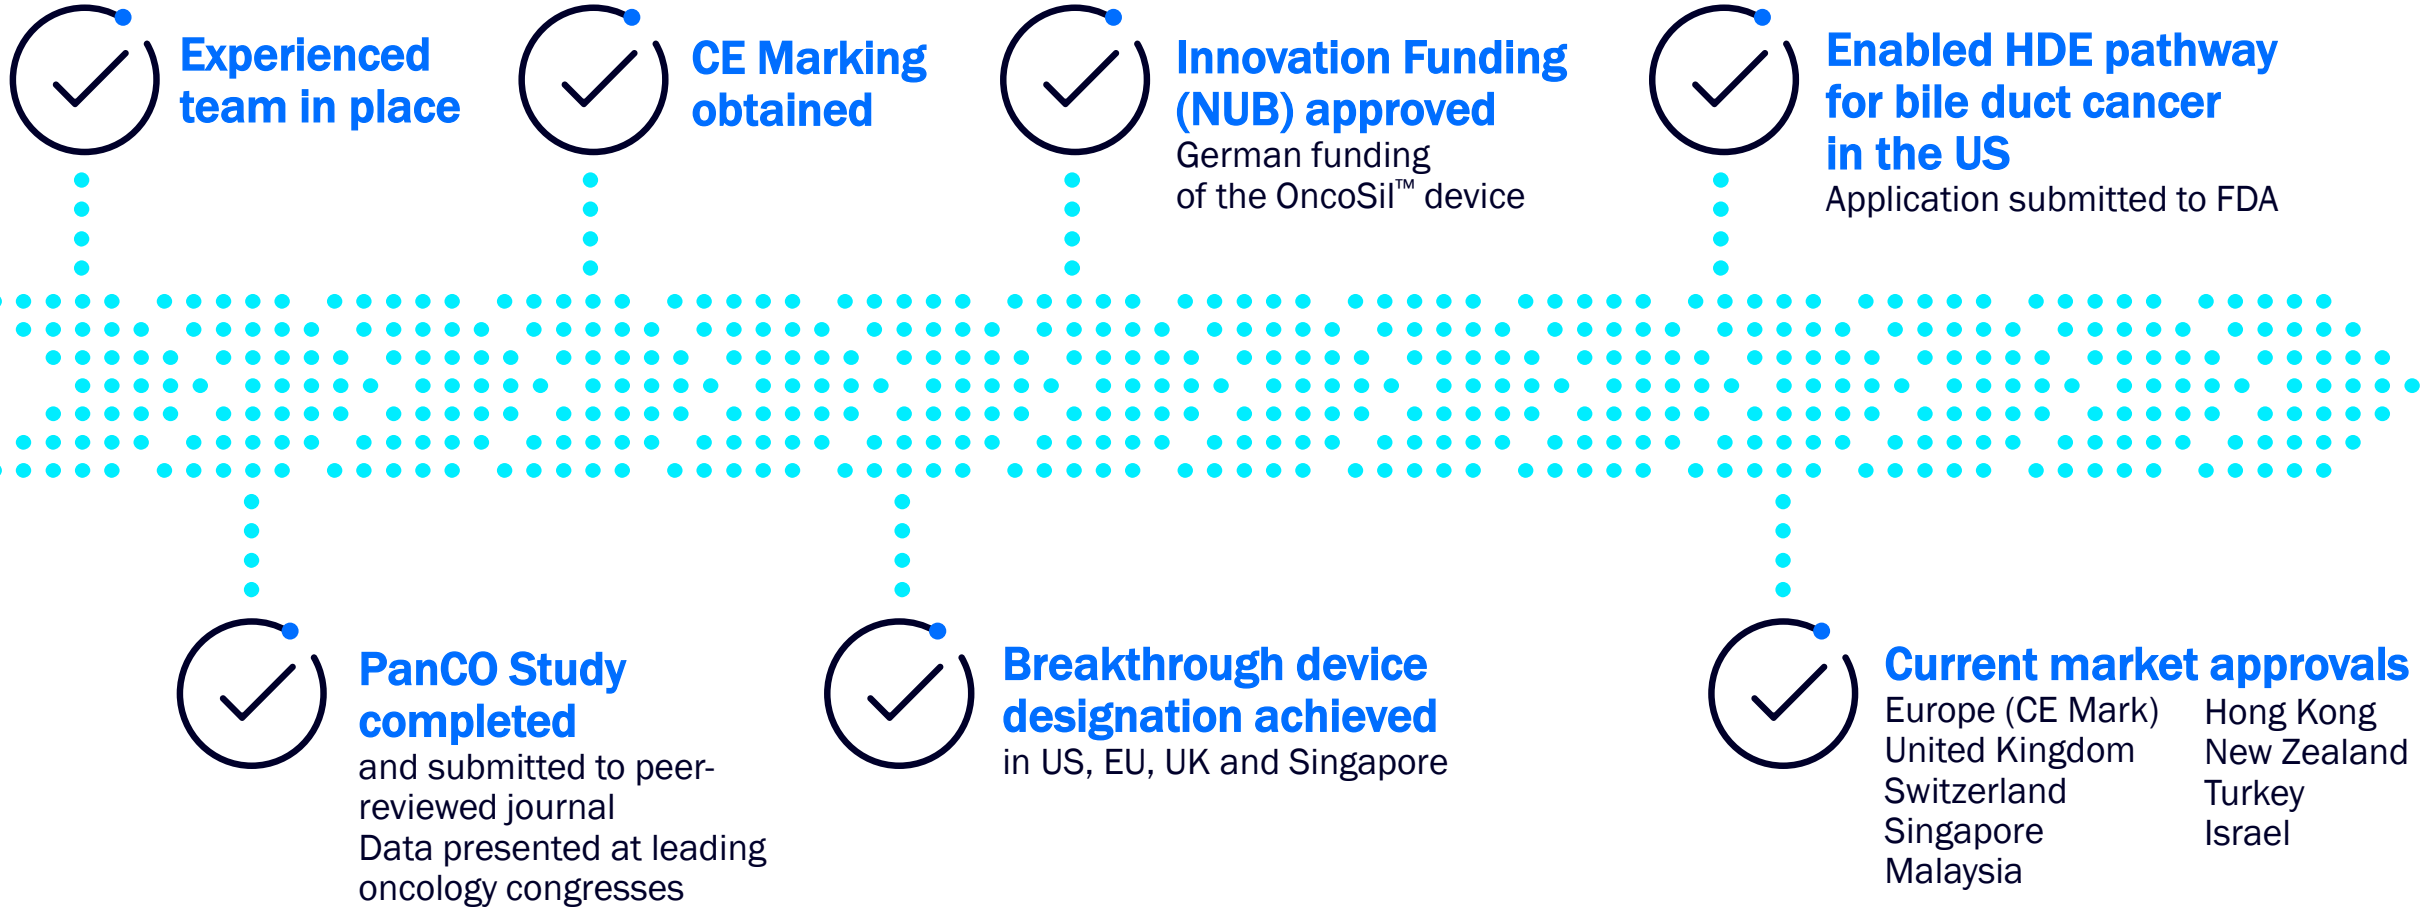 Experienced
team in place
CE Marking
obtained
Innovation Funding
(NUB) approved
German funding
of the OncoSil™ device
Enabled HDE pathway
for bile duct cancer
in the US
Application submitted to FDA
PanCO Study
completed
and submitted to peer-
reviewed journal
Data presented at leading
oncology congresses
Breakthrough device
designation achieved
in US, EU, UK and Singapore
Current market approvals
Europe (CE Mark)
United Kingdom
Switzerland
Singapore
Malaysia
Hong Kong
New Zealand
Turkey
Israel